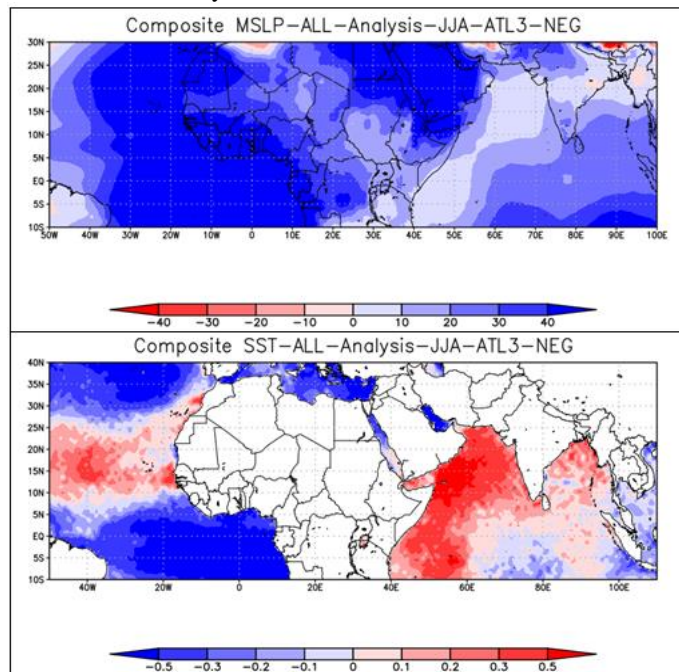 Composite MSLP-ALL-Analysis-JJA-ATL3-NEG
30N
25N
20N
15N
10N
5N
EQ
5S
10S
50W 40W 30W 20W 10W 0 10E 20E 30E 40E 50E 60E 70E 80E 90E 100E
-40 -30 -20 -10 0 10 20 30 40
Composite SST-ALL-Analysis-JJA-ATL3-NEG
40N
35N
30N
25N
20N
15N
10N
5N
EQ
5S
10S
40W 20W 0 20E 40E 60E 80E 100E
-0.5 -0.3 -0.2 -0.1 0 0.1 0.2 0.3 0.5